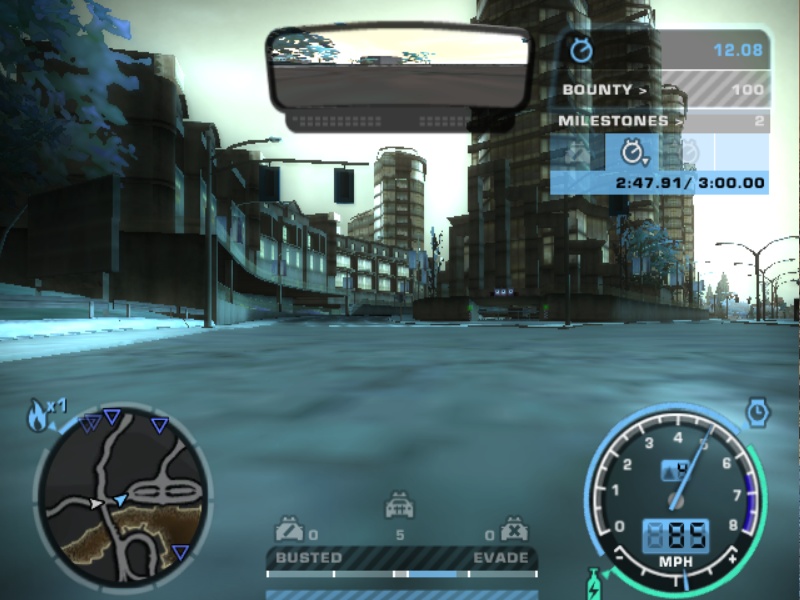 12.08
BOUNTY > 100
MILESTONES > 2
2:47.91/ 3:00.00
x1
0 1 2 3 4 5 6 7 8
4
85
MPH
0 5 0
BUSTED EVADE